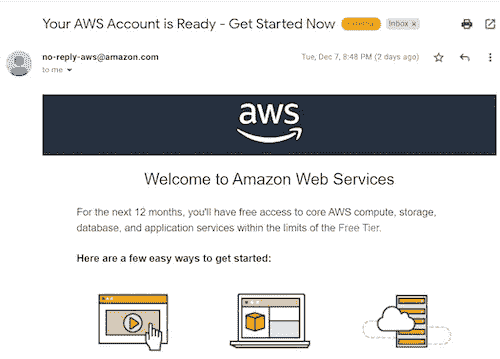 Your AWS Account is Ready - Get Started Now
Inbox ×
no-reply-aws@amazon.com
Tue, Dec 7, 8:48 PM (2 days ago)
to me
aws
Welcome to Amazon Web Services
For the next 12 months, you'll have free access to core AWS compute, storage,
database, and application services within the limits of the Free Tier.
Here are a few easy ways to get started: